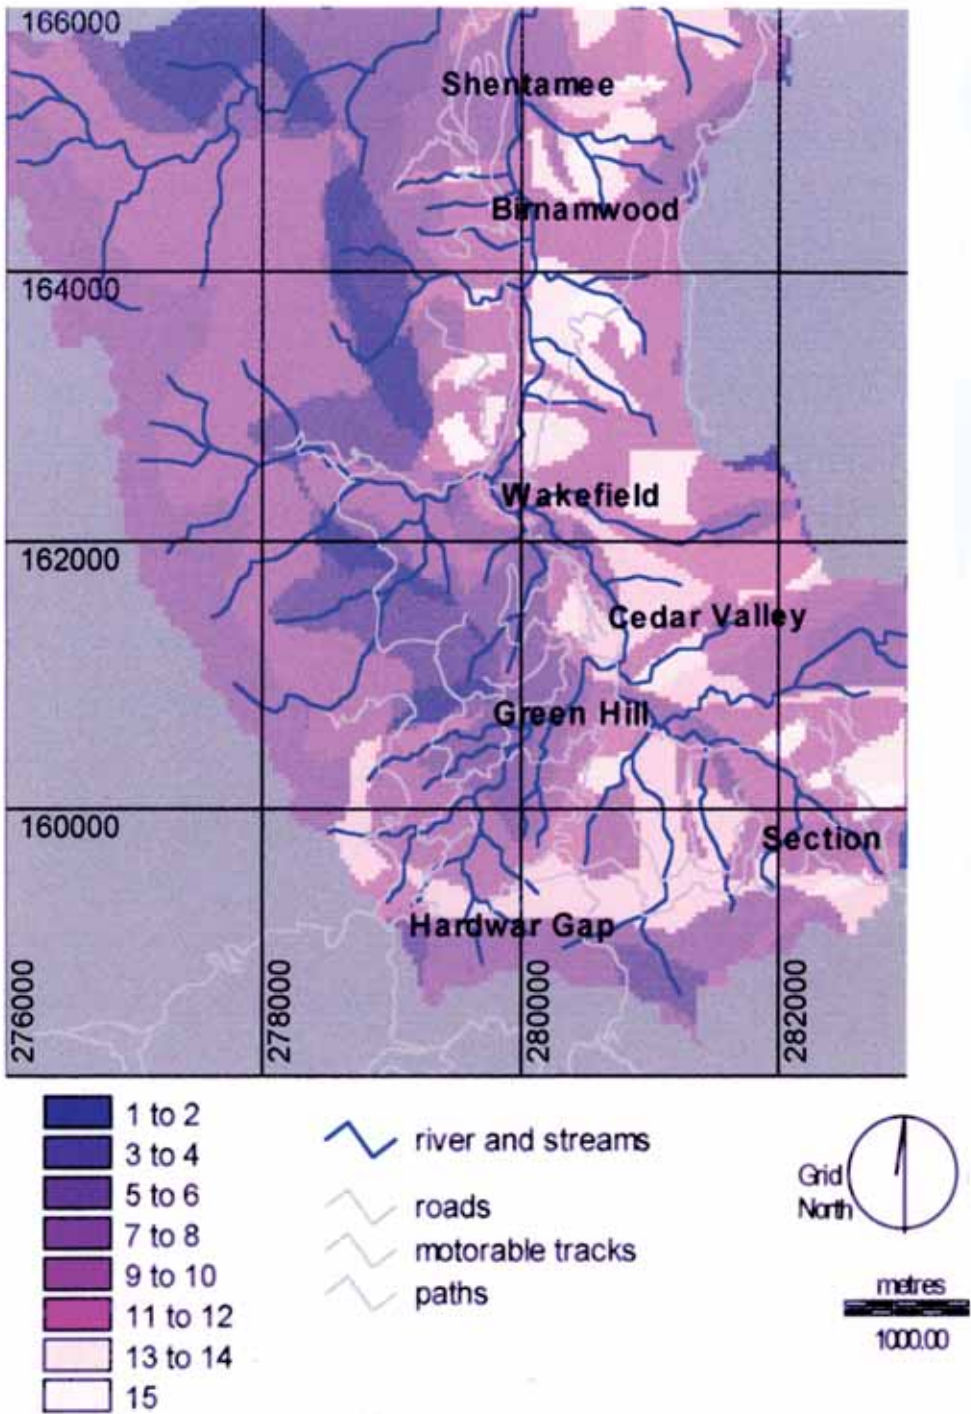 166000
Shentamee
Birnamwood
164000
Wakefield
162000
Cedar Valley
Green Hill
160000
Section
Hardwar Gap
276000
278000
280000
282000
1 to 2
3 to 4
5 to 6
7 to 8
9 to 10
11 to 12
13 to 14
15
river and streams
roads
motorable tracks
paths
Grid
North
metres
1000.00